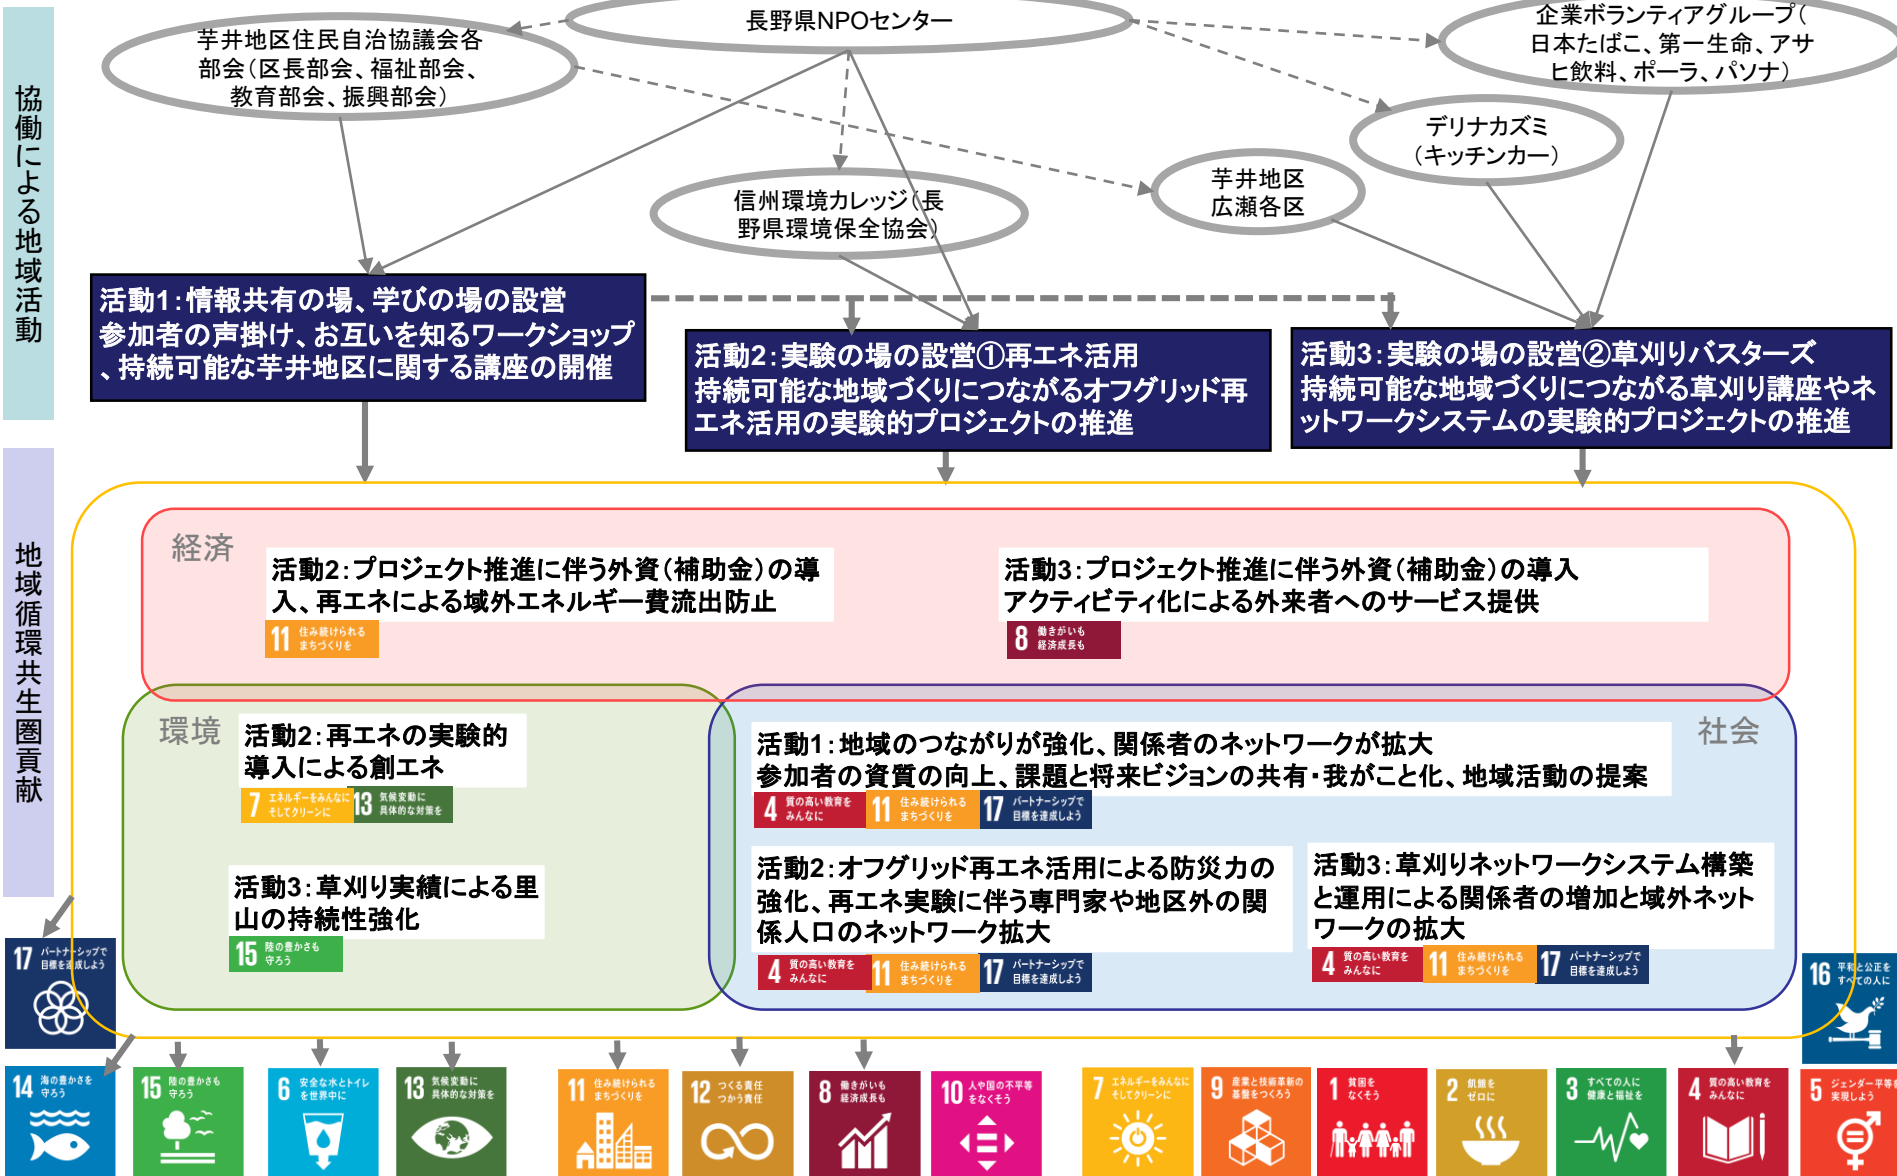 協働による地域活動
長野県NPOセンター
芋井地区住民自治協議会各
部会（区長部会、福祉部会、
教育部会、振興部会）
企業ボランティアグループ（
日本たばこ、第一生命、アサ
ヒ飲料、ポーラ、パソナ）
デリナカズミ
（キッチンカー）
信州環境カレッジ（長
野県環境保全協会）
芋井地区
広瀬各区
活動1：情報共有の場、学びの場の設営
参加者の声掛け、お互いを知るワークショップ
、持続可能な芋井地区に関する講座の開催
活動2：実験の場の設営①再エネ活用
持続可能な地域づくりにつながるオフグリッド再
エネ活用の実験的プロジェクトの推進
活動3：実験の場の設営②草刈りバスターズ
持続可能な地域づくりにつながる草刈り講座やネ
ットワークシステムの実験的プロジェクトの推進
地域循環共生圏貢献
経済
活動2：プロジェクト推進に伴う外資（補助金）の導
入、再エネによる域外エネルギー費流出防止
11 住み続けられる
まちづくりを
活動3：プロジェクト推進に伴う外資（補助金）の導入
アクティビティ化による外来者へのサービス提供
8 働きがいも
経済成長も
環境
活動2：再エネの実験的
導入による創エネ
7 エネルギーをみんなに
そしてクリーンに
13 気候変動に
具体的な対策を
活動3：草刈り実績による里
山の持続性強化
15 陸の豊かさも
守ろう
社会
活動1：地域のつながりが強化、関係者のネットワークが拡大
参加者の資質の向上、課題と将来ビジョンの共有・我がこと化、地域活動の提案
4 質の高い教育を
みんなに
11 住み続けられる
まちづくりを
17 パートナーシップで
目標を達成しよう
活動2：オフグリッド再エネ活用による防災力の
強化、再エネ実験に伴う専門家や地区外の関
係人口のネットワーク拡大
4 質の高い教育を
みんなに
11 住み続けられる
まちづくりを
17 パートナーシップで
目標を達成しよう
活動3：草刈りネットワークシステム構築
と運用による関係者の増加と域外ネット
ワークの拡大
4 質の高い教育を
みんなに
11 住み続けられる
まちづくりを
17 パートナーシップで
目標を達成しよう
17 パートナーシップで
目標を達成しよう
16 平和と公正を
すべての人に
14 海の豊かさを
守ろう
15 陸の豊かさも
守ろう
6 安全な水とトイレ
を世界中に
13 気候変動に
具体的な対策を
11 住み続けられる
まちづくりを
12 つくる責任
つかう責任
8 働きがいも
経済成長も
10 人や国の不平等
をなくそう
7 エネルギーをみんなに
そしてクリーンに
9 産業と技術革新の
基盤をつくろう
1 貧困を
なくそう
2 飢餓を
ゼロに
3 すべての人に
健康と福祉を
4 質の高い教育を
みんなに
5 ジェンダー平等を
実現しよう